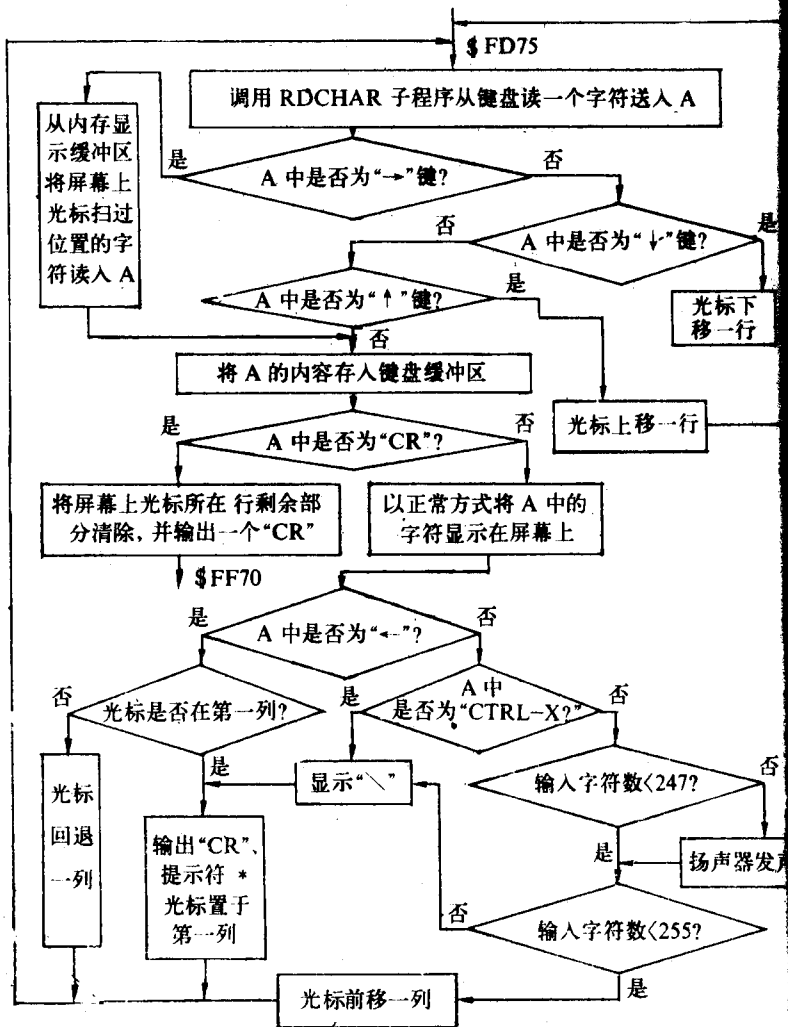 $FD75
调用 RDCHAR 子程序从键盘读一个字符送入 A
从内存显
示缓冲区
将屏幕上
光标扫过
位置的字
符读入 A
是
A 中是否为“→”键?
否
否
A 中是否为“↓”键?
是
A 中是否为“↑”键?
是
光标下
移一行
否
将 A 的内容存入键盘缓冲区
是
A 中是否为“CR”?
否
光标上移一行
将屏幕上光标所在 行剩余部
分清除,并输出一个“CR”
以正常方式将 A 中的
字符显示在屏幕上
$FF70
是
A 中是否为“←”?
否
否
光标是否在第一列?
是
A 中
是否为“CTRL-X?”
否
是
显示“\”
输入字符数<247?
否
光标
回退
一列
输出“CR”、
提示符 *
光标置于
第一列
是
扬声器发
否
输入字符数<255?
光标前移一列
是